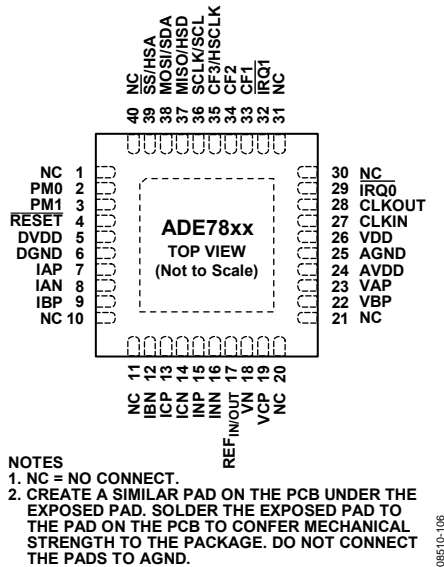 40 NC
39 SS/HSA
38 MOSI/SDA
37 MISO/HSD
36 SCLK/SCL
35 CF3/HSCLK
34 CF2
33 CF1
32 IRQ1
31 NC
NC 1
PM0 2
PM1 3
RESET 4
DVDD 5
DGND 6
IAP 7
IAN 8
IBP 9
NC 10
ADE78xx
TOP VIEW
(Not to Scale)
30 NC
29 IRQ0
28 CLKOUT
27 CLKIN
26 VDD
25 AGND
24 AVDD
23 VAP
22 VBP
21 NC
NC 11
IBN 12
ICP 13
ICN 14
INP 15
INN 16
REFIN/OUT 17
VN 18
VCP 19
NC 20
NOTES
1. NC = NO CONNECT.
2. CREATE A SIMILAR PAD ON THE PCB UNDER THE
EXPOSED PAD. SOLDER THE EXPOSED PAD TO
THE PAD ON THE PCB TO CONFER MECHANICAL
STRENGTH TO THE PACKAGE. DO NOT CONNECT
THE PADS TO AGND.
08510-106